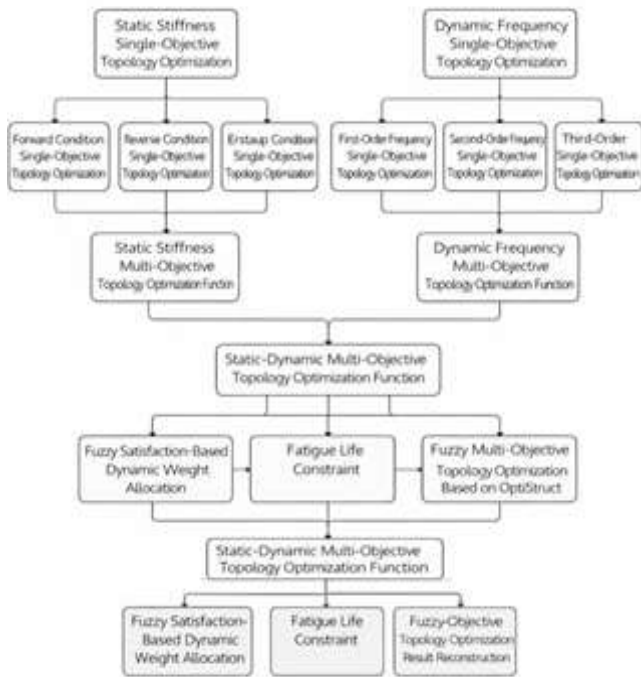 Static Stiffness
Single-Objective
Topology Optimization
Dynamic Frequency
Single-Objective
Topology Optimization
Forward Condition
Single-Objective
Topology Optimization
Reverse Condition
Single-Objective
Topology Optimization
Erstaup Condition
Single-Objective
Topology Optimization
First-Order Frequency
Single-Objective
Topology Optimization
Second-Order Frequency
Single-Objective
Topology Optimization
Third-Order
Single-Objective
Topology Optimization
Static Stiffness
Multi-Objective
Topology Optimization Function
Dynamic Frequency
Multi-Objective
Topology Optimization Function
Static-Dynamic Multi-Objective
Topology Optimization Function
Fuzzy Satisfaction-Based
Dynamic Weight
Allocation
Fatigue Life
Constraint
Fuzzy Multi-Objective
Topology Optimization
Based on OptiStruct
Static-Dynamic Multi-Objective
Topology Optimization Function
Fuzzy Satisfaction-
Based Dynamic
Weight Allocation
Fatigue Life
Constraint
Fuzzy-Objective
Topology Optimization
Result Reconstruction